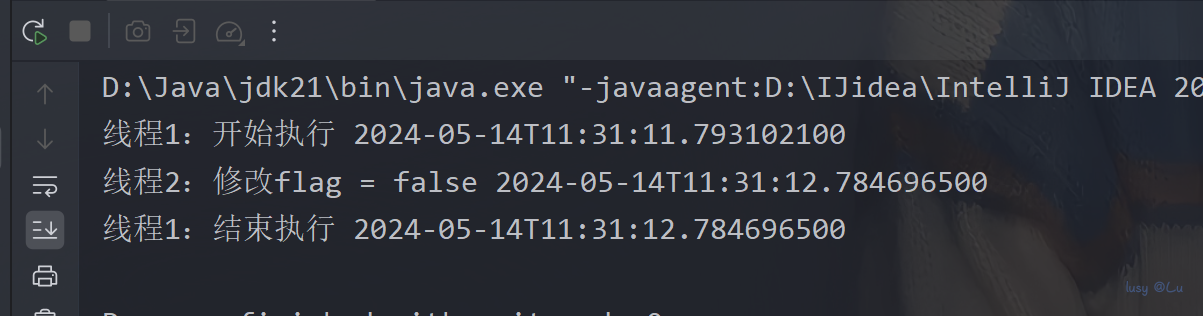 D:\Java\jdk21\bin\java.exe "-javaagent:D:\IJidea\IntelliJ IDEA 20
线程1：开始执行 2024-05-14T11:31:11.793102100
线程2：修改flag = false 2024-05-14T11:31:12.784696500
线程1：结束执行 2024-05-14T11:31:12.784696500
lusy @Lu